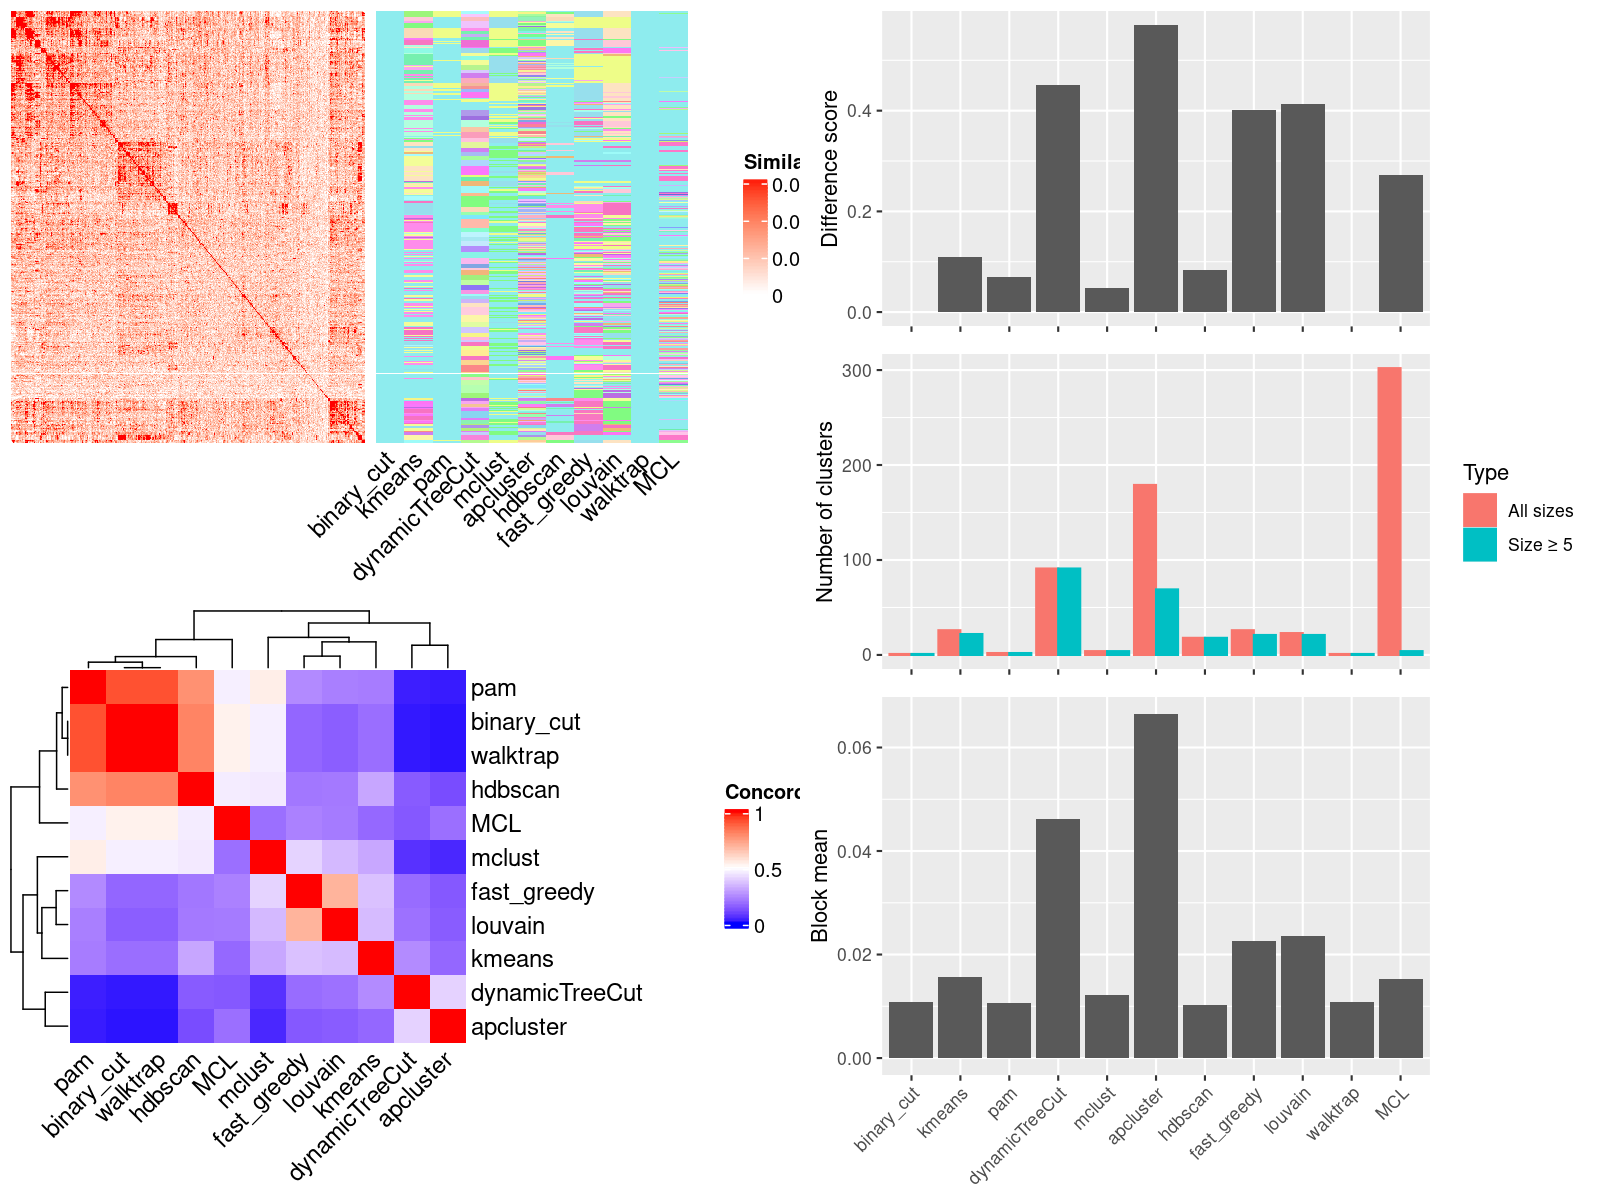 Simila
0.0
0.0
0.0
0
binary_cut
kmeans
pam
dynamicTreeCut
mclust
apcluster
hdbscan
fast_greedy
louvain
walktrap
MCL
pam
binary_cut
walktrap
hdbscan
MCL
mclust
fast_greedy
louvain
kmeans
dynamicTreeCut
apcluster
pam
binary_cut
walktrap
hdbscan
MCL
mclust
fast_greedy
louvain
kmeans
dynamicTreeCut
apcluster
Concord
1
0.5
0
Difference score
0.4
0.2
0.0
Number of clusters
300
200
100
0
Type
All sizes
Size ≥ 5
Block mean
0.06
0.04
0.02
0.00
binary_cut
kmeans
pam
dynamicTreeCut
mclust
apcluster
hdbscan
fast_greedy
louvain
walktrap
MCL